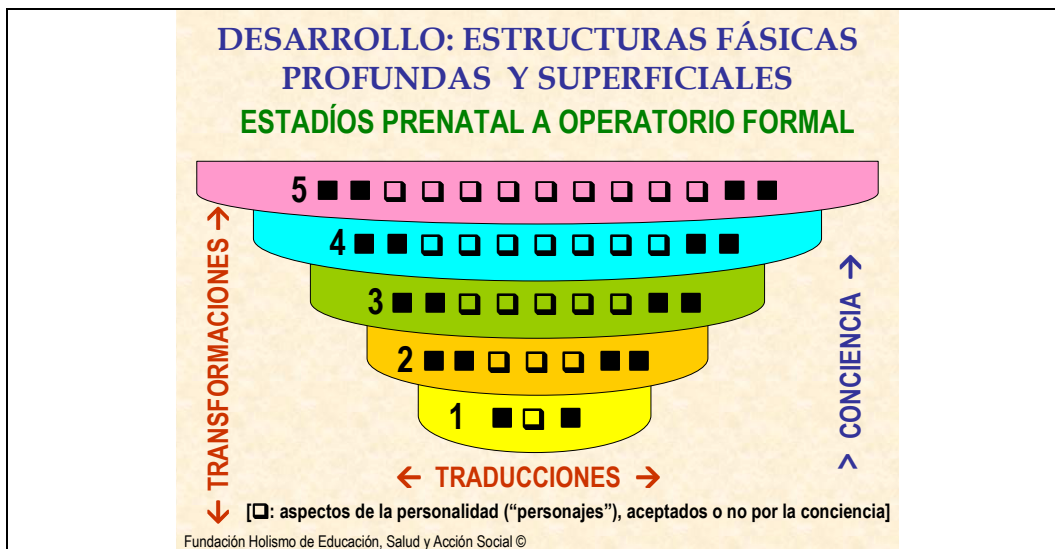 DESARROLLO: ESTRUCTURAS FÁSICAS
PROFUNDAS Y SUPERFICIALES
ESTADÍOS PRENATAL A OPERATORIO FORMAL
5 ■ ■ ❏ ❏ ❏ ❏ ❏ ❏ ❏ ❏ ❏ ■ ■
4 ■ ■ ❏ ❏ ❏ ❏ ❏ ❏ ❏ ■ ■
3 ■ ■ ❏ ❏ ❏ ❏ ❏ ■ ■
2 ■ ■ ❏ ❏ ❏ ■ ■
1 ■ ❏ ■
← TRANSFORMACIONES →
> CONCIENCIA →
← TRADUCCIONES →
[❏: aspectos de la personalidad (“personajes”), aceptados o no por la conciencia]
Fundación Holismo de Educación, Salud y Acción Social ©